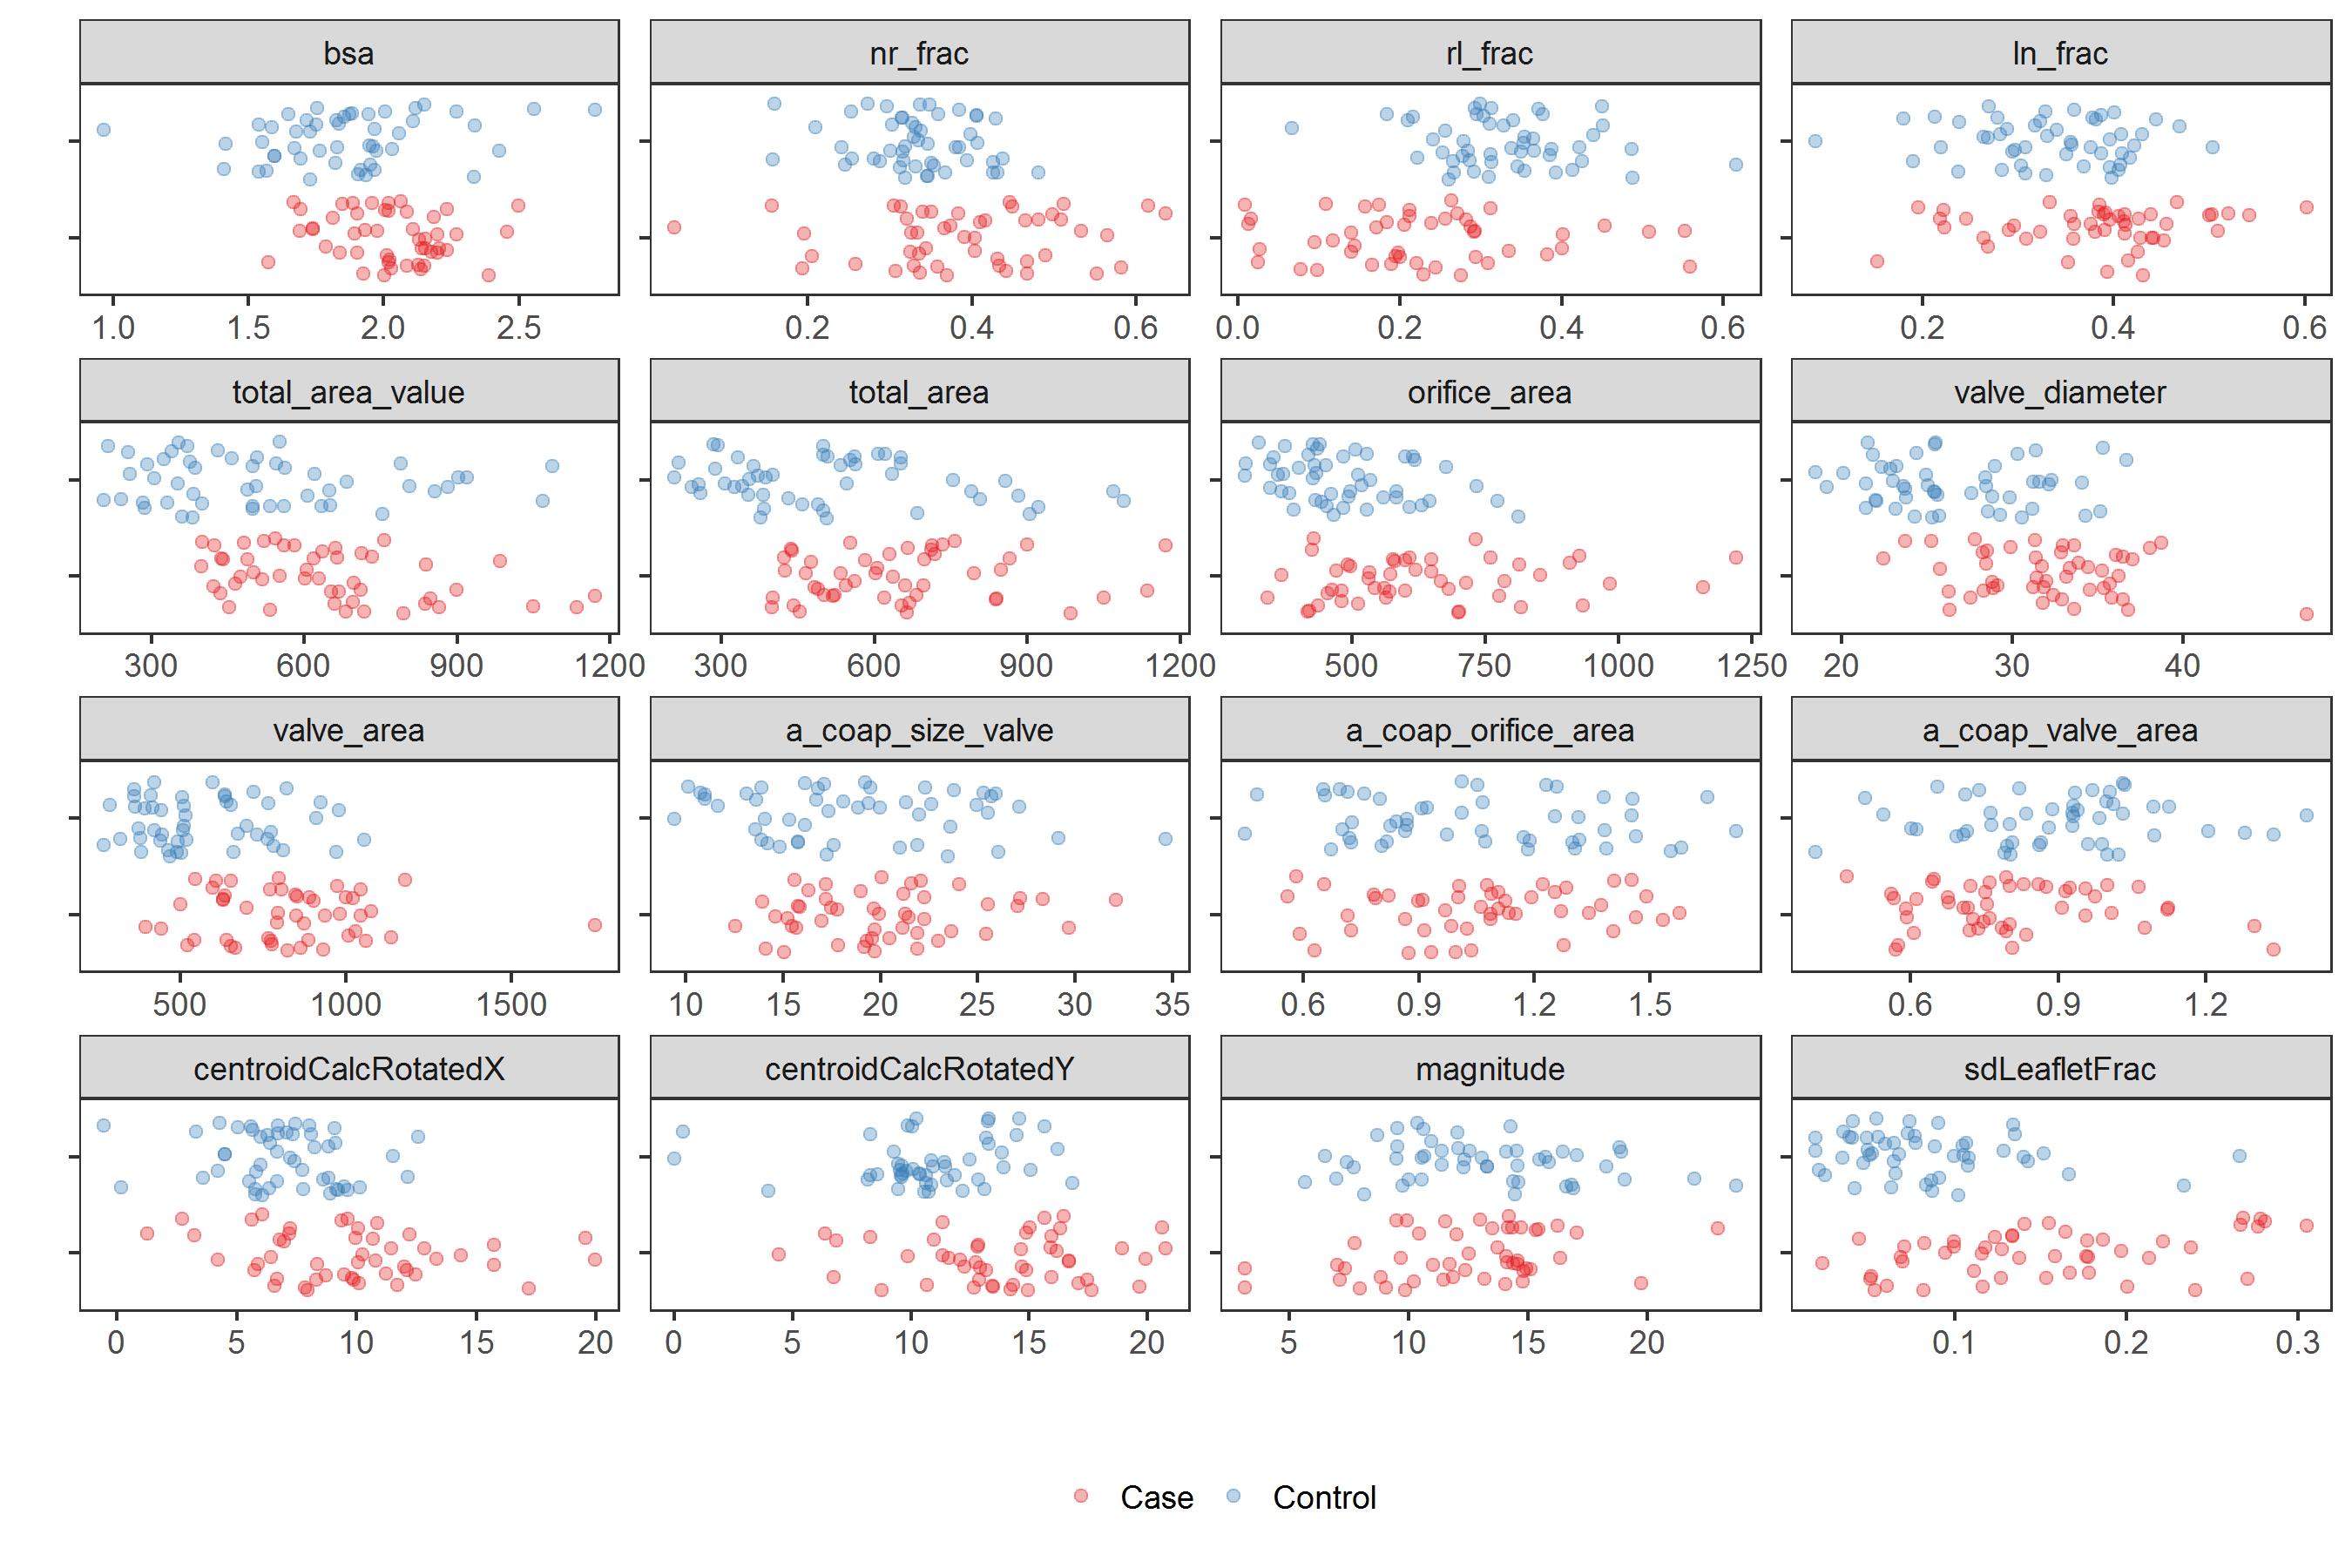 bsa nr_frac rl_frac ln_frac
1.0 1.5 2.0 2.5 0.2 0.4 0.6 0.0 0.2 0.4 0.6 0.2 0.4 0.6
total_area_value total_area orifice_area valve_diameter
300 600 900 1200 300 600 900 1200 500 750 1000 1250 20 30 40
valve_area a_coap_size_valve a_coap_orifice_area a_coap_valve_area
500 1000 1500 10 15 20 25 30 35 0.6 0.9 1.2 1.5 0.6 0.9 1.2
centroidCalcRotatedX centroidCalcRotatedY magnitude sdLeafletFrac
0 5 10 15 20 0 5 10 15 20 5 10 15 20 0.1 0.2 0.3
Case Control